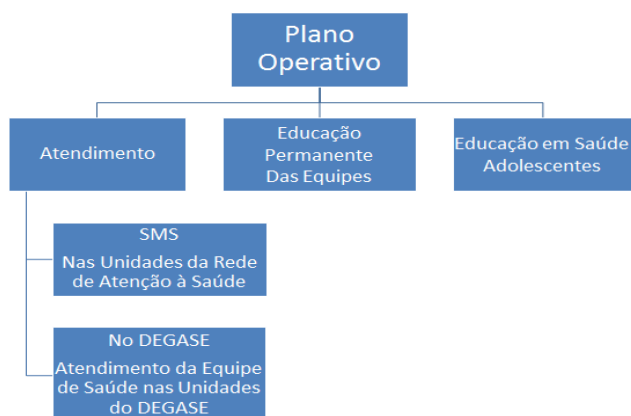 Plano
Operativo
Atendimento
Educação
Permanente
Das Equipes
Educação em Saúde
Adolescentes
SMS
Nas Unidades da Rede
de Atenção à Saúde
No DEGASE
Atendimento da Equipe
de Saúde nas Unidades
do DEGASE